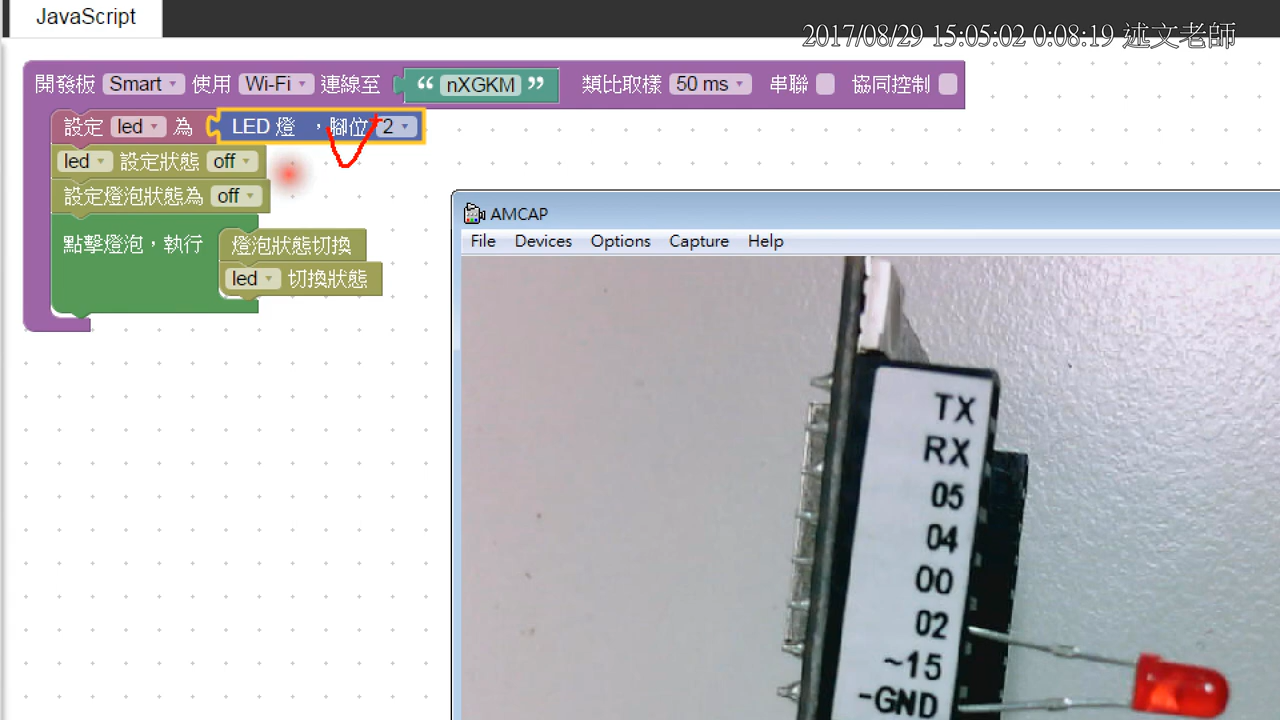 JavaScript
2017/08/29 15:05:02 0:08:19 述文老師
開發板 Smart 使用 Wi-Fi 連線至 “ nXGKM ” 類比取樣 50 ms 串聯 協同控制
設定 led 為 LED 燈 ，腳位 2
led 設定狀態 off
設定燈泡狀態為 off
點擊燈泡，執行 燈泡狀態切換
led 切換狀態
AMCAP
File Devices Options Capture Help
TX
RX
05
04
00
02
~15
-GND